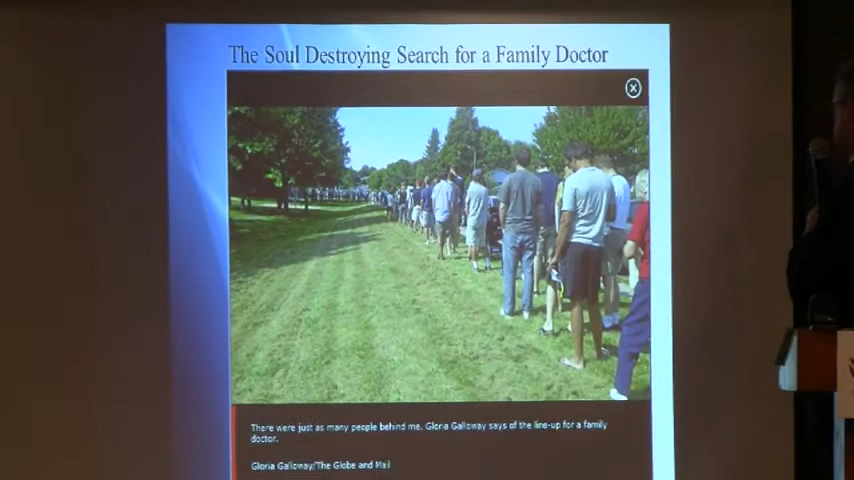 The Soul Destroying Search for a Family Doctor
There were just as many people behind me, Gloria Galloway says of the line-up for a family
doctor.
Gloria Galloway/The Globe and Mail